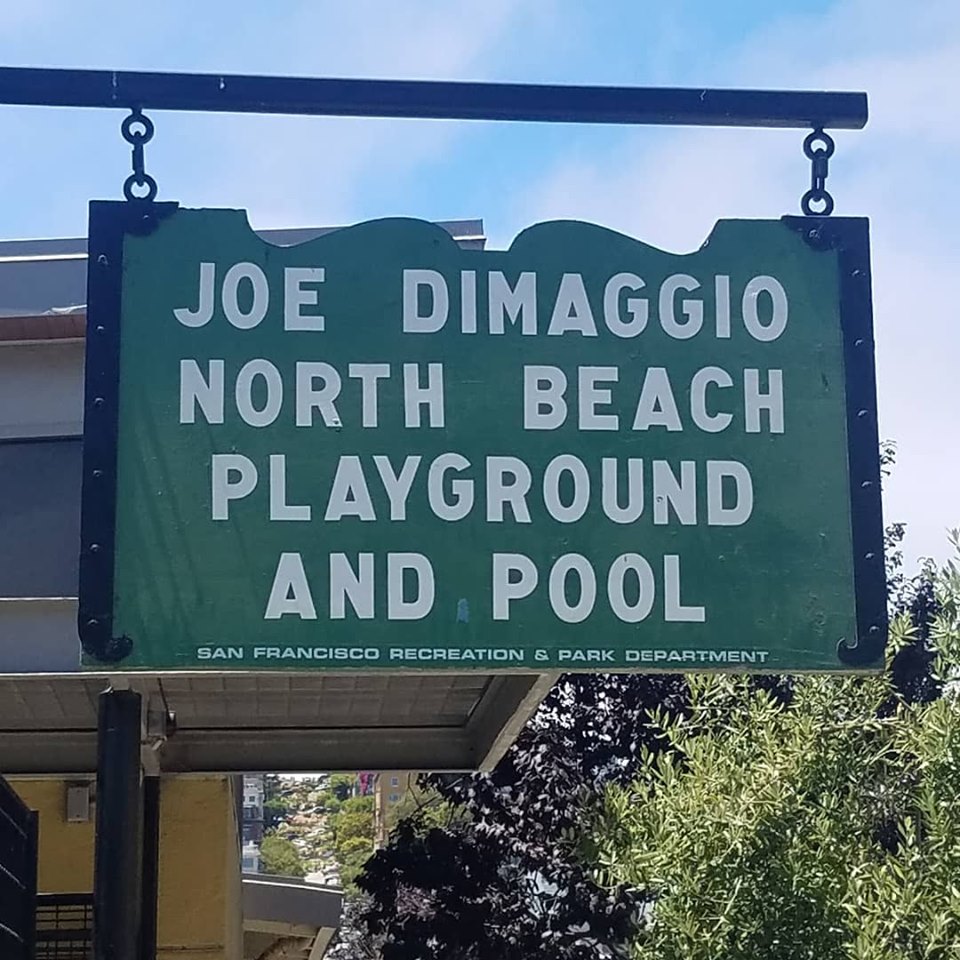 JOE DIMAGGIO
NORTH BEACH
PLAYGROUND
AND POOL
SAN FRANCISCO RECREATION & PARK DEPARTMENT